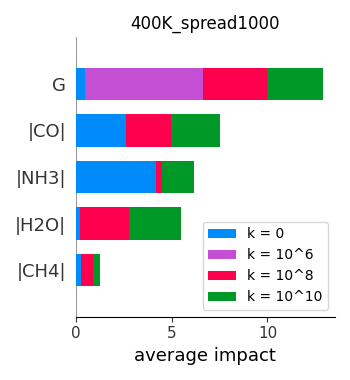 400K_spread1000
G
|CO|
|NH3|
|H2O|
|CH4|
k = 0
k = 10^6
k = 10^8
k = 10^10
0 5 10
average impact